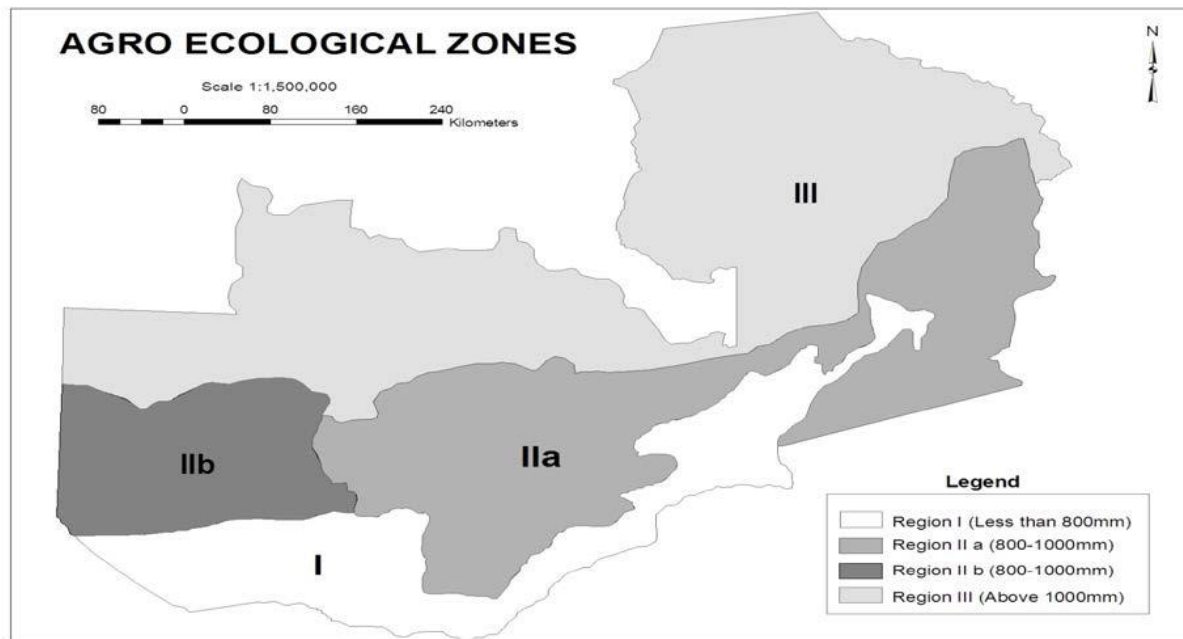 AGRO ECOLOGICAL ZONES
N
Scale 1:1,500,000
80 0 80 160 240
Kilometers
III
IIb
IIa
I
Legend
Region I (Less than 800mm)
Region II a (800-1000mm)
Region II b (800-1000mm)
Region III (Above 1000mm)